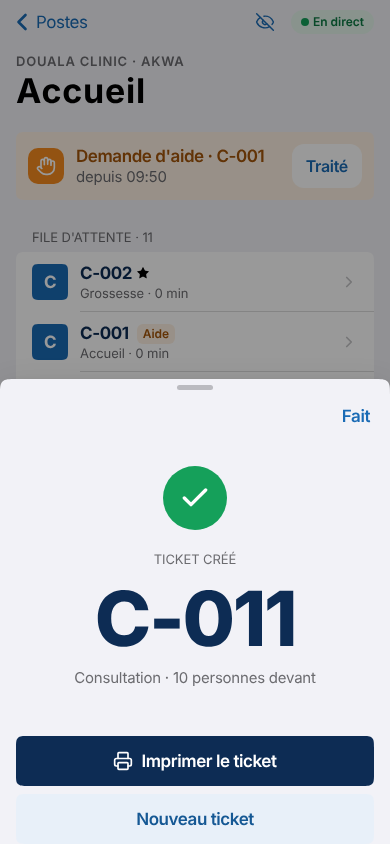 Postes
En direct
DOUALA CLINIC · AKWA
Accueil
Demande d'aide · C-001
depuis 09:50
Traité
FILE D'ATTENTE · 11
C
C-002 ★
Grossesse · 0 min
C
C-001 Aide
Accueil · 0 min
Fait
TICKET CRÉÉ
C-011
Consultation · 10 personnes devant
Imprimer le ticket
Nouveau ticket